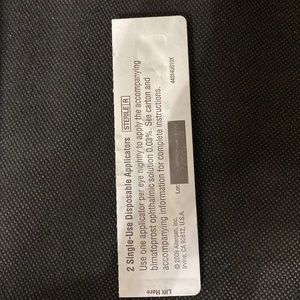 2 Single-Use Disposable Applicators STERILE R
Use one applicator per eye nightly to apply the accompanying
bimatoprost ophthalmic solution 0.03%. See carton and
accompanying information for complete instructions.
© 2009 Allergan, Inc.
Irvine, CA 92612, U.S.A.
Lot:
Lift Here